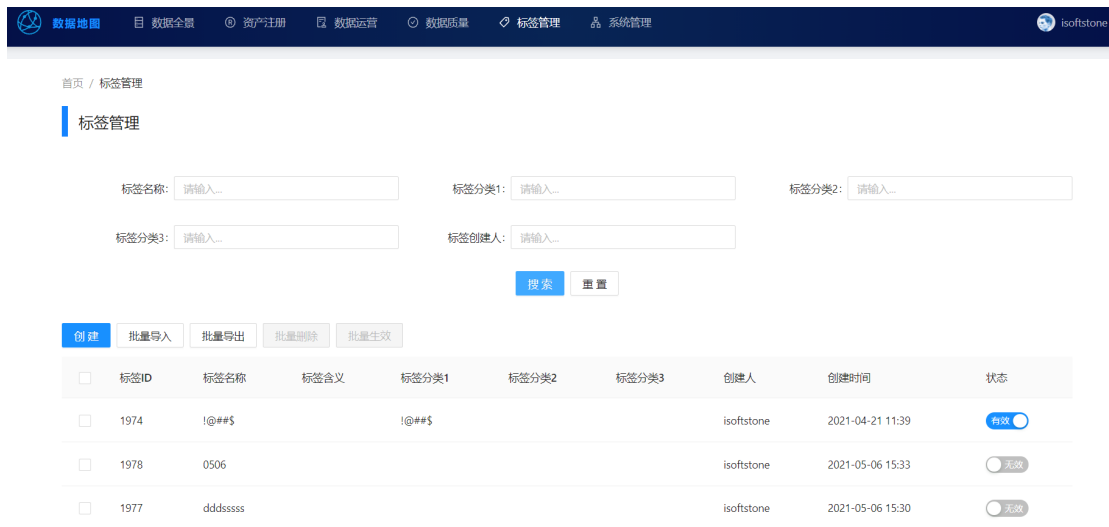 数据地图 数据全景 资产注册 数据运营 数据质量 标签管理 系统管理 isoftstone
首页 / 标签管理
标签管理
标签名称: 请输入... 标签分类1: 请输入... 标签分类2: 请输入...
标签分类3: 请输入... 标签创建人: 请输入...
搜索 重置
创建 批量导入 批量导出 批量删除 批量生效
标签ID 标签名称 标签含义 标签分类1 标签分类2 标签分类3 创建人 创建时间 状态
1974 !@##$ !@##$ isoftstone 2021-04-21 11:39 有效
1978 0506 isoftstone 2021-05-06 15:33 无效
1977 dddsssss isoftstone 2021-05-06 15:30 无效